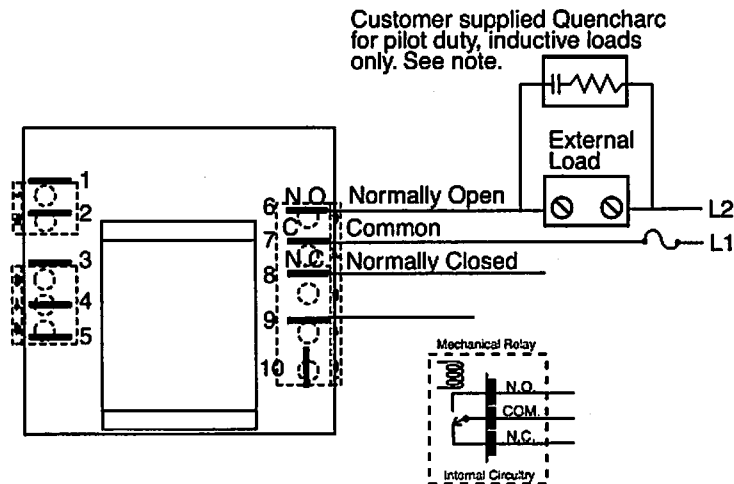 Customer supplied Quencharc
for pilot duty, inductive loads
only. See note.
External
Load
1
2
3
4
5
6 N.O. Normally Open
7 C Common
8 N.C. Normally Closed
9
10
L2
L1
Mechanical Relay
N.O.
COM.
N.C.
Internal Circuitry